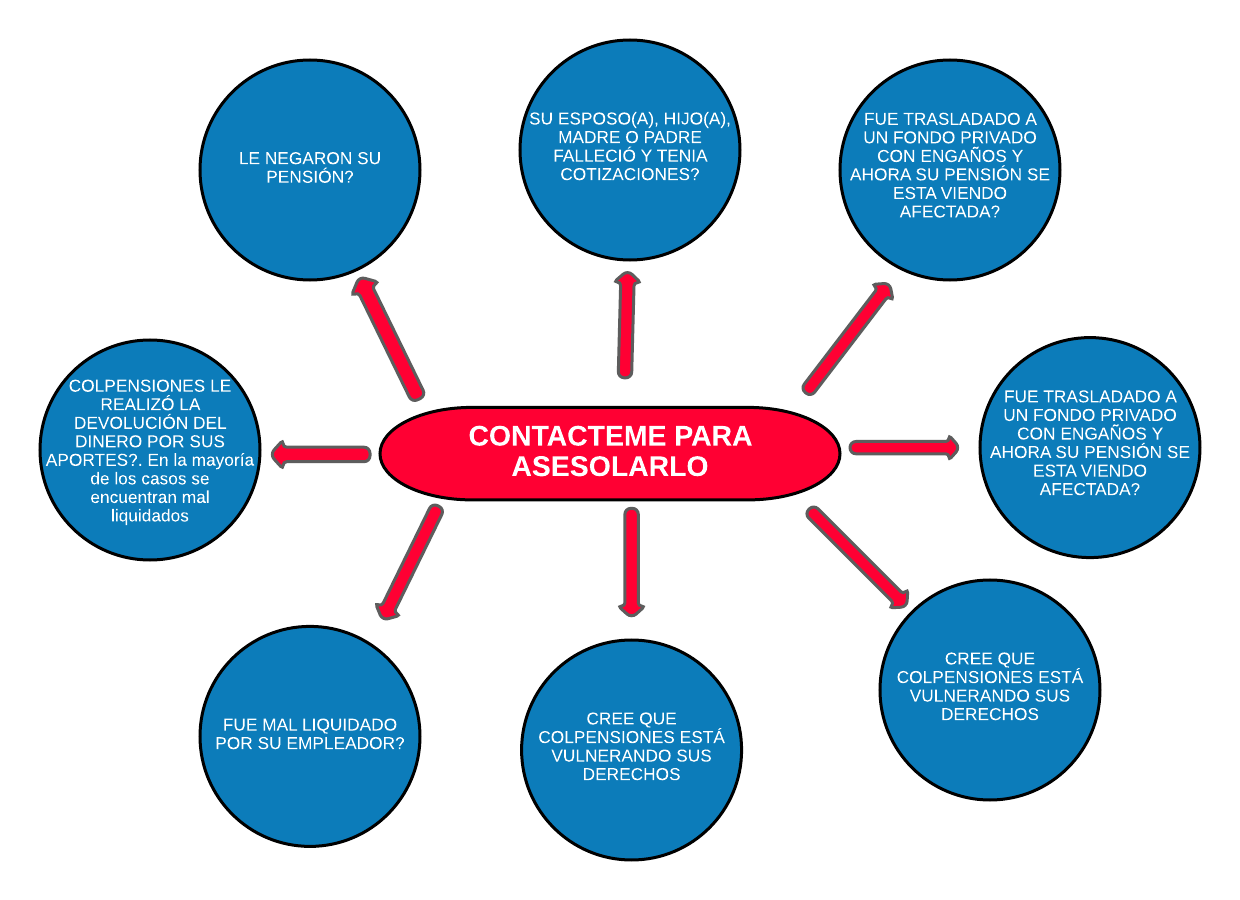 LE NEGARON SU
PENSIÓN?
SU ESPOSO(A), HIJO(A),
MADRE O PADRE
FALLECIÓ Y TENIA
COTIZACIONES?
FUE TRASLADADO A
UN FONDO PRIVADO
CON ENGAÑOS Y
AHORA SU PENSIÓN SE
ESTA VIENDO
AFECTADA?
COLPENSIONES LE
REALIZÓ LA
DEVOLUCIÓN DEL
DINERO POR SUS
APORTES?. En la mayoría
de los casos se
encuentran mal
liquidados
CONTACTEME PARA
ASESOLARLO
FUE TRASLADADO A
UN FONDO PRIVADO
CON ENGAÑOS Y
AHORA SU PENSIÓN SE
ESTA VIENDO
AFECTADA?
FUE MAL LIQUIDADO
POR SU EMPLEADOR?
CREE QUE
COLPENSIONES ESTÁ
VULNERANDO SUS
DERECHOS
CREE QUE
COLPENSIONES ESTÁ
VULNERANDO SUS
DERECHOS